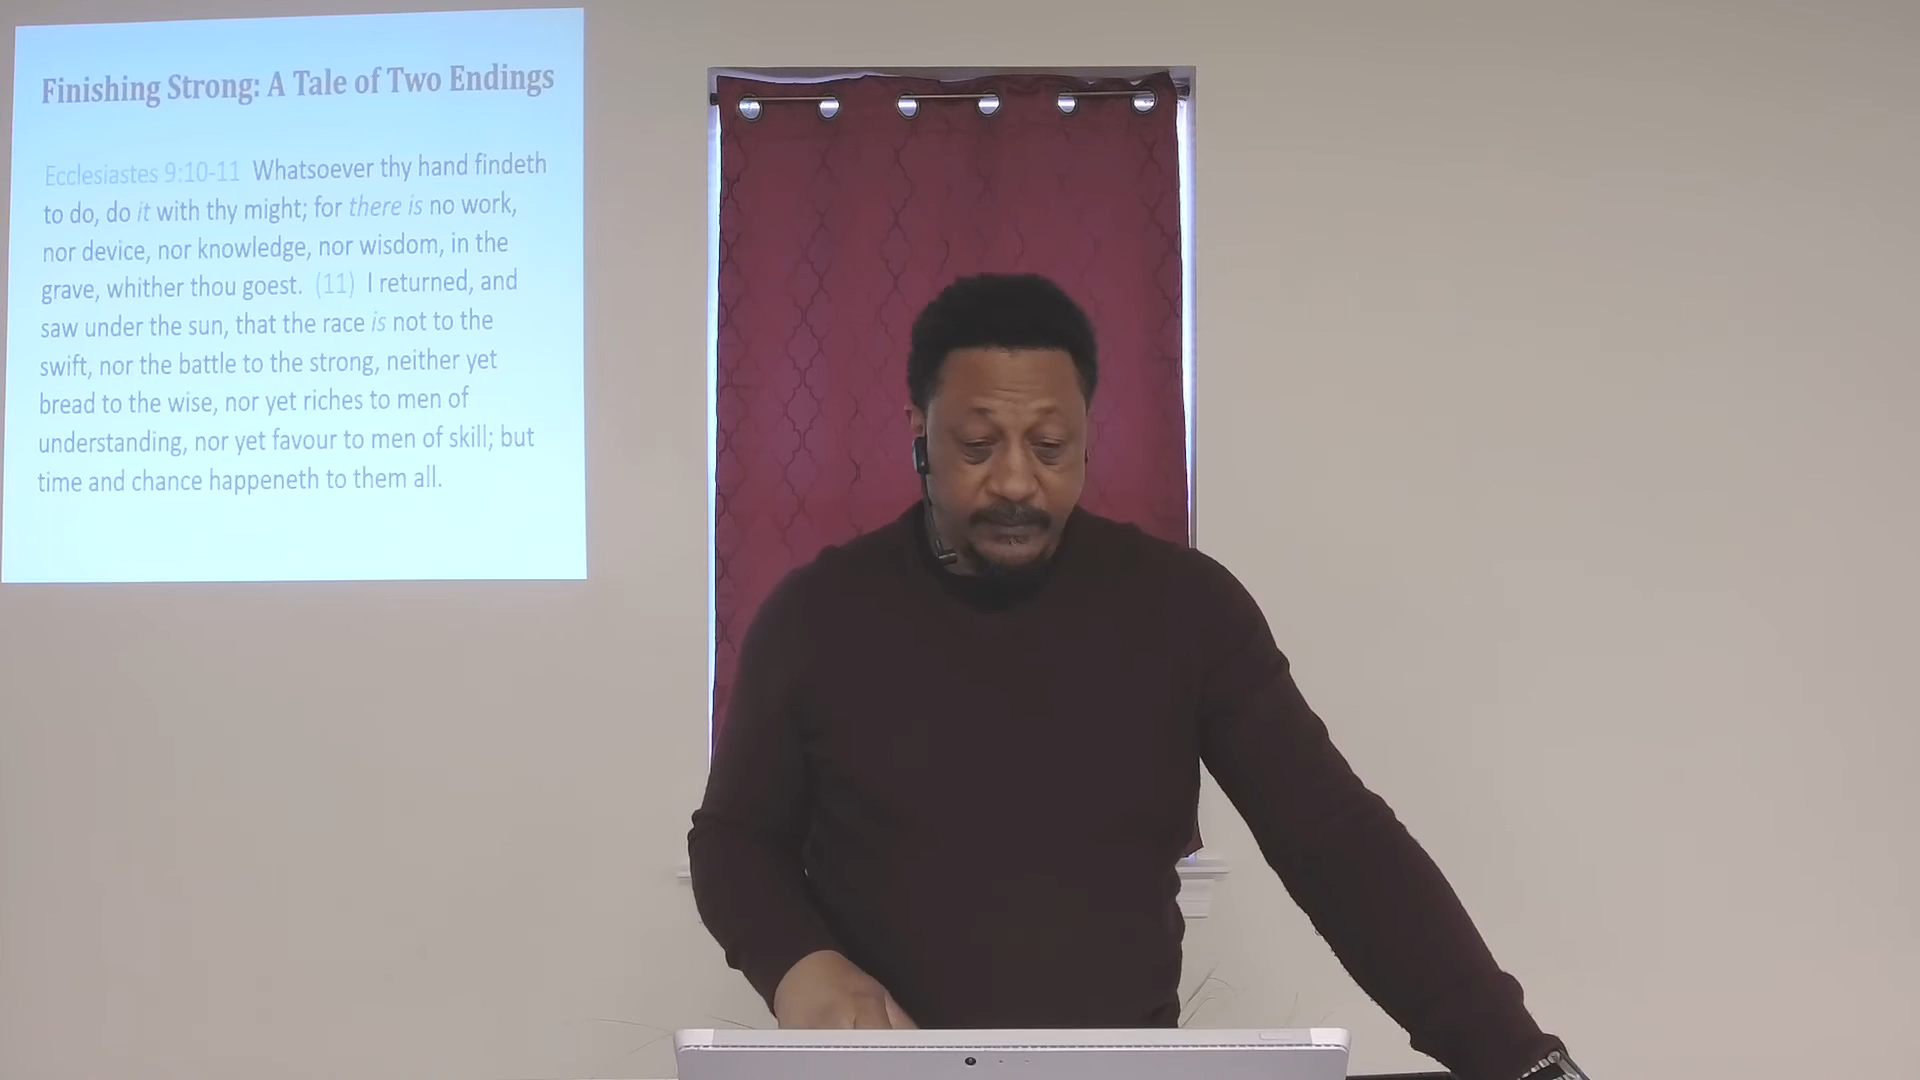 Finishing Strong: A Tale of Two Endings
Ecclesiastes 9:10-11 Whatsoever thy hand findeth
to do, do it with thy might; for there is no work,
nor device, nor knowledge, nor wisdom, in the
grave, whither thou goest. (11) I returned, and
saw under the sun, that the race is not to the
swift, nor the battle to the strong, neither yet
bread to the wise, nor yet riches to men of
understanding, nor yet favour to men of skill; but
time and chance happeneth to them all.